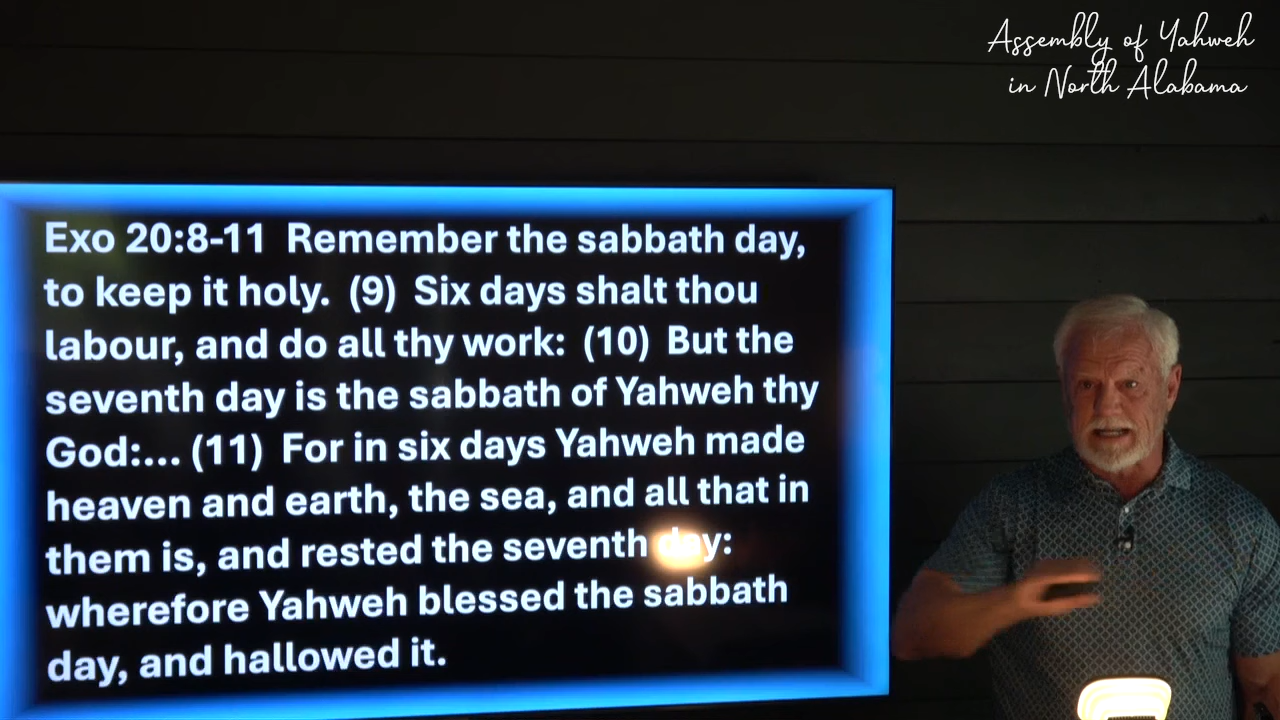 Assembly of Yahweh
in North Alabama
Exo 20:8-11 Remember the sabbath day,
to keep it holy. (9) Six days shalt thou
labour, and do all thy work: (10) But the
seventh day is the sabbath of Yahweh thy
God:... (11) For in six days Yahweh made
heaven and earth, the sea, and all that in
them is, and rested the seventh day:
wherefore Yahweh blessed the sabbath
day, and hallowed it.